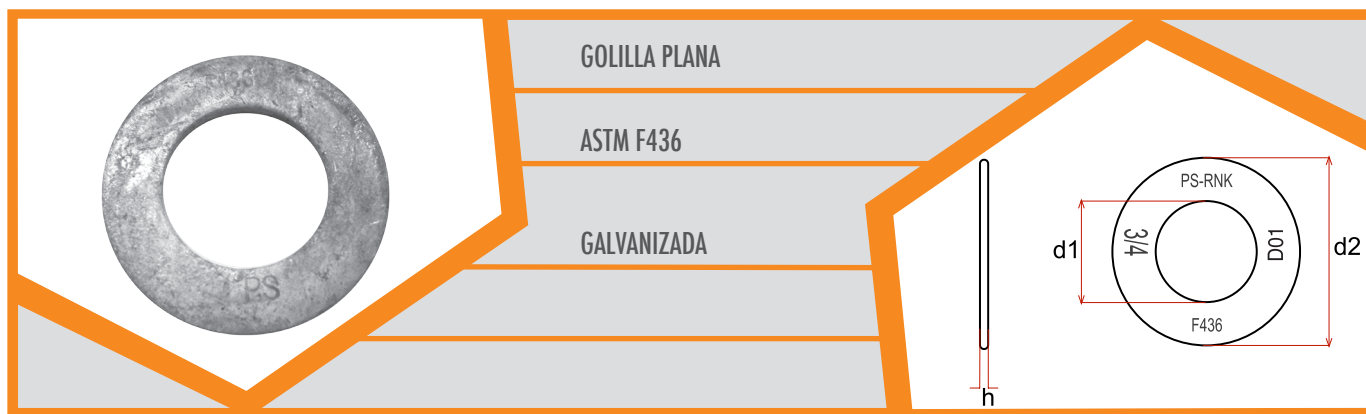 GOLILLA PLANA
ASTM F436
GALVANIZADA
PS
PS-RNK
3/4
D01
F436
d1
d2
h